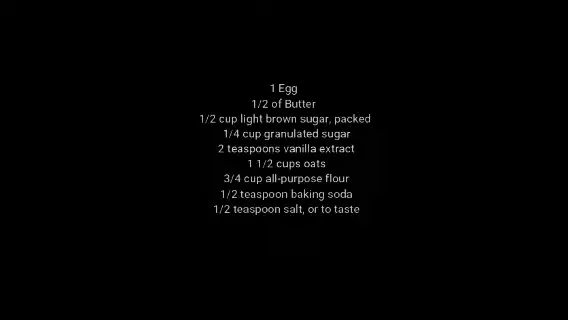 1 Egg
1/2 of Butter
1/2 cup light brown sugar, packed
1/4 cup granulated sugar
2 teaspoons vanilla extract
1 1/2 cups oats
3/4 cup all-purpose flour
1/2 teaspoon baking soda
1/2 teaspoon salt, or to taste